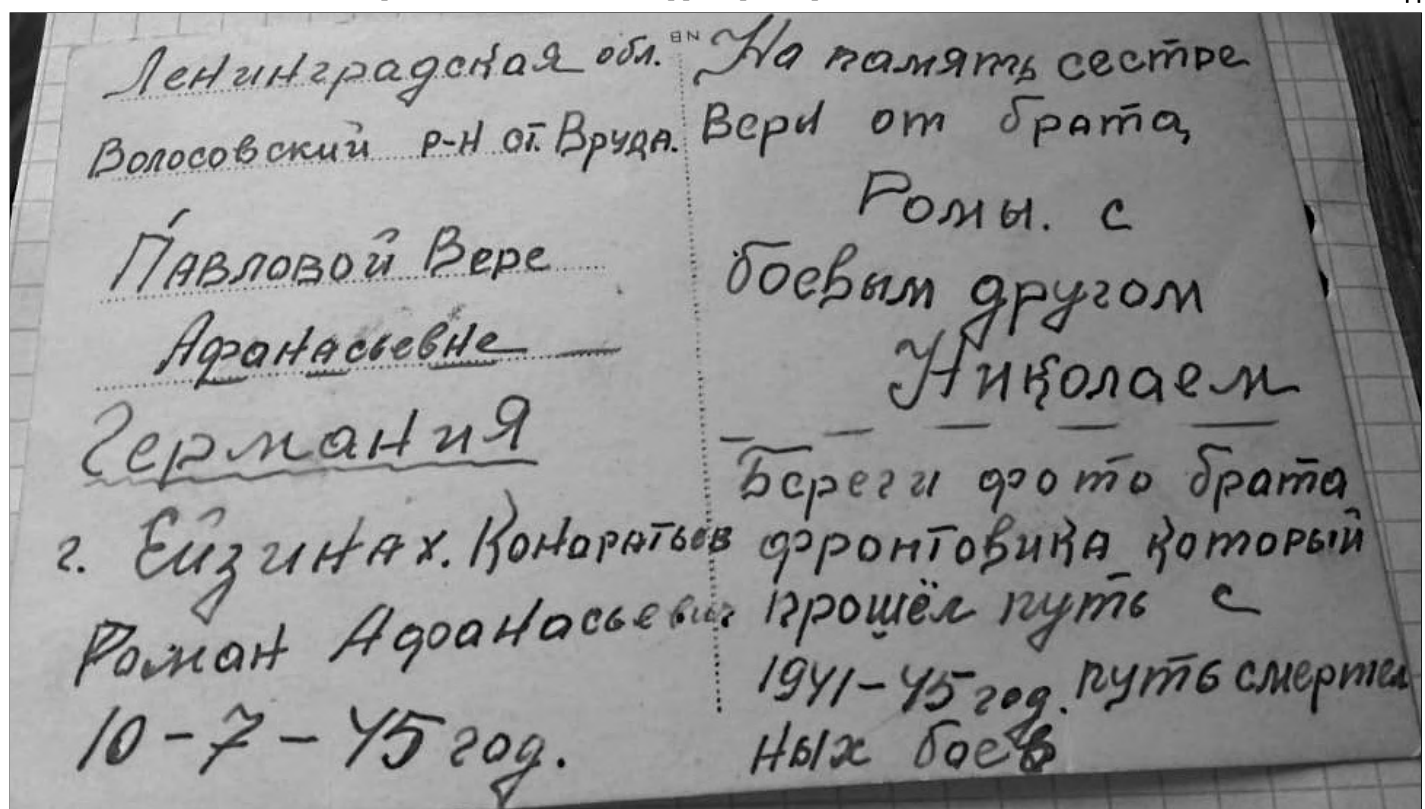 Ленинградская обл.
Волосовский р-н ст. Вруда.
Павловой Вере
Афанасьевне
Германия
г. Ейзинах. Кондратьев
Роман Афанасьевич
10-7-45 год.
На память сестре
Веры от брата,
Ромы. с
боевым другом
Николаем
Береги фото брата
фронтовика который
прошёл путь с
1941-45 год. путь смертел
ных боев